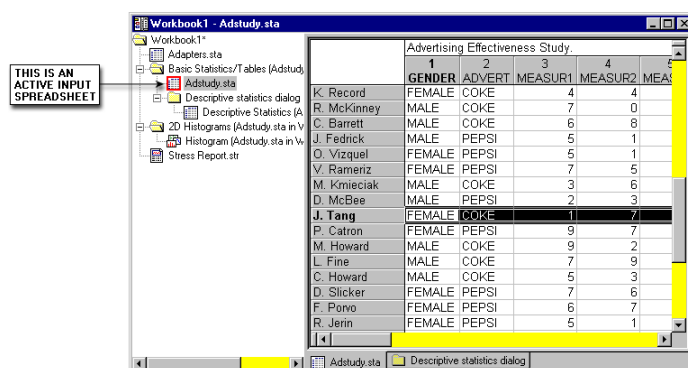 Workbook1 - Adstudy.sta
Workbook1*
Adapters.sta
Basic Statistics/Tables (Adstudy
Adstudy.sta
Descriptive statistics dialog
Descriptive Statistics (A
2D Histograms (Adstudy.sta in W
Histogram (Adstudy.sta in W
Stress Report.str
THIS IS AN
ACTIVE INPUT
SPREADSHEET
Advertising Effectiveness Study.
1 2 3 4 5
GENDER ADVERT MEASUR1 MEASUR2 MEAS
K. Record FEMALE COKE 4 4
R. McKinney MALE COKE 7 0
C. Barrett MALE COKE 6 8
J. Fedrick MALE PEPSI 5 1
O. Vizquel FEMALE PEPSI 5 1
V. Rameriz FEMALE PEPSI 7 5
M. Kmieciak MALE COKE 3 6
D. McBee MALE PEPSI 2 3
J. Tang FEMALE COKE 1 7
P. Catron FEMALE PEPSI 9 7
M. Howard MALE COKE 9 2
L. Fine MALE COKE 7 9
C. Howard MALE COKE 5 3
D. Slicker FEMALE PEPSI 7 6
F. Porvo FEMALE PEPSI 6 7
R. Jerin FEMALE PEPSI 5 1
Adstudy.sta Descriptive statistics dialog